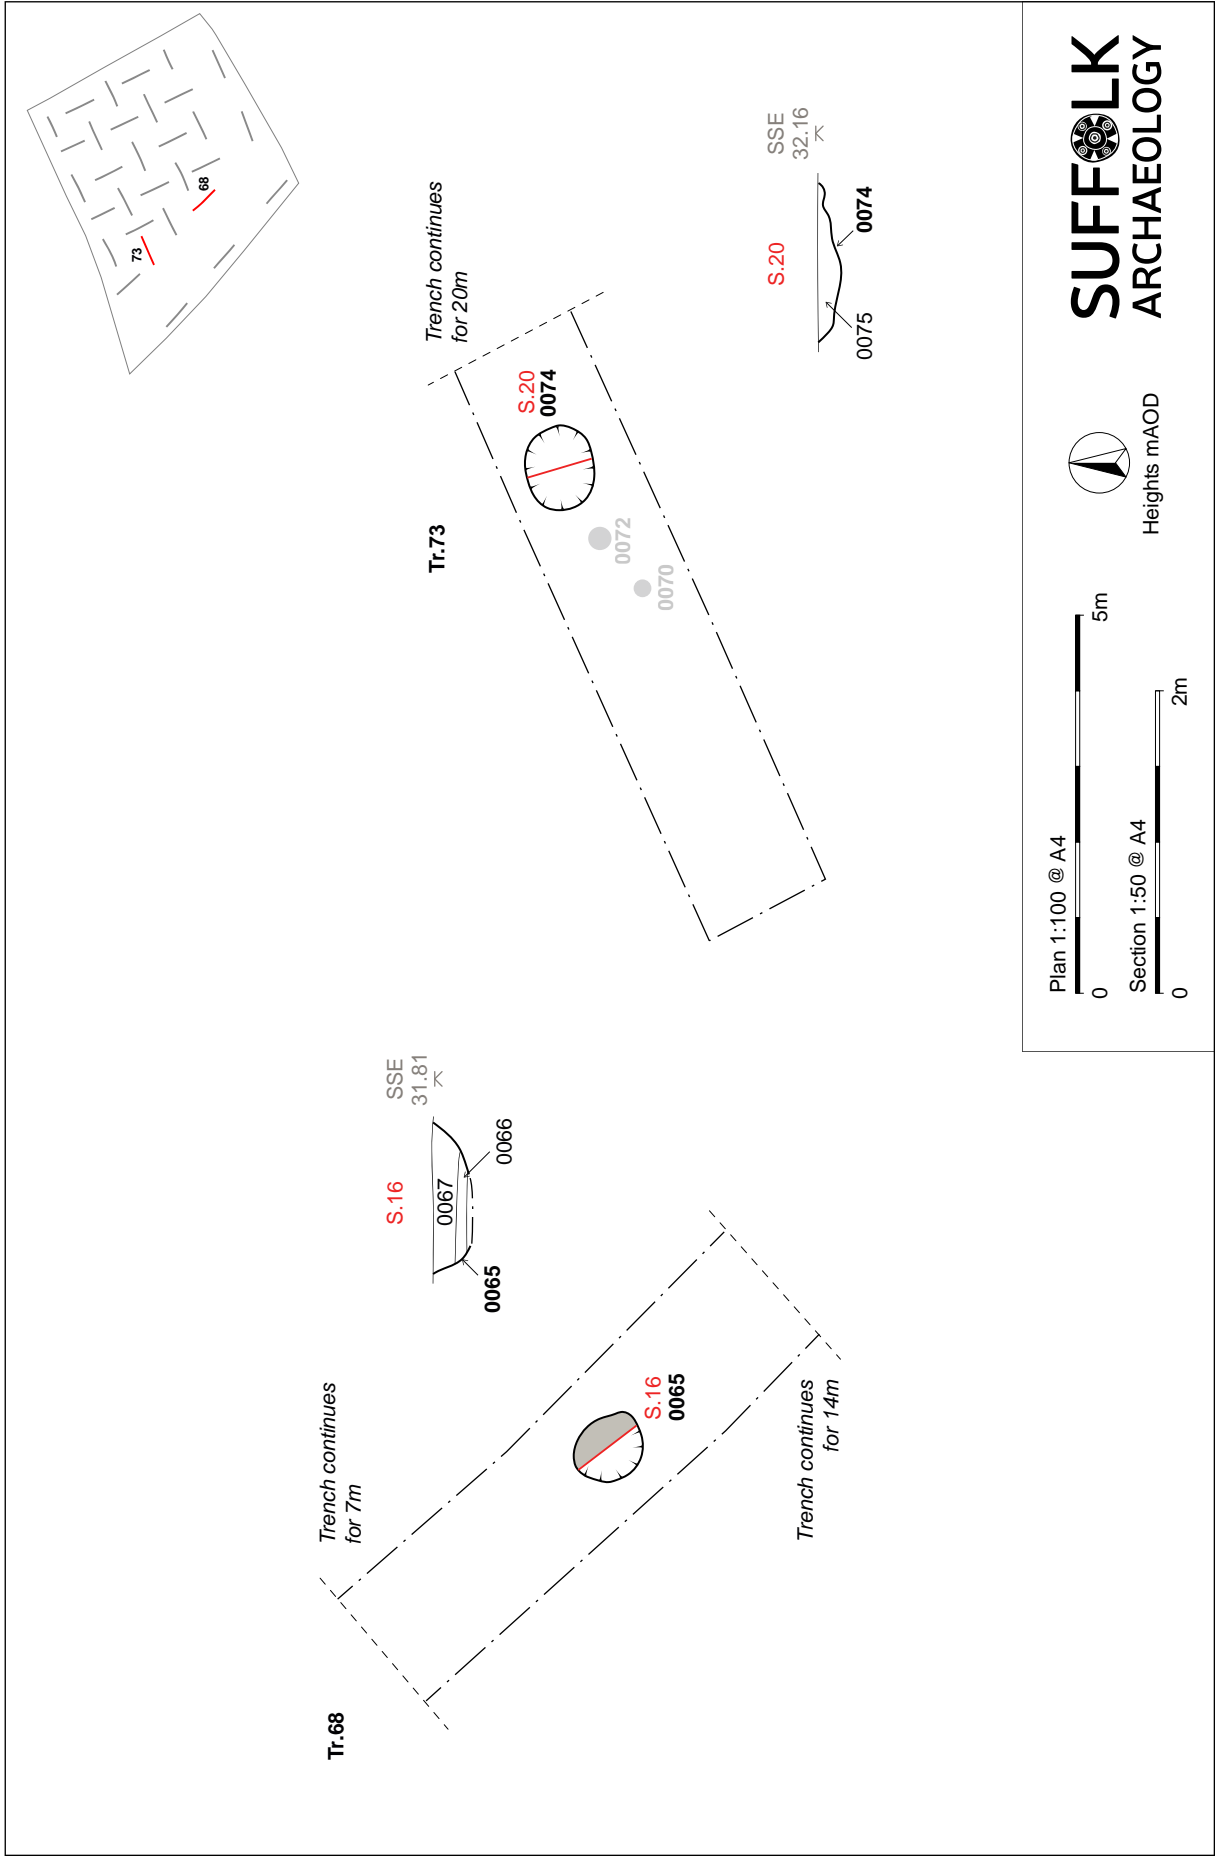 Tr.68
Trench continues
for 7m
S.16
0065
Trench continues
for 14m
S.16
SSE
31.81
0067
0066
0065
Tr.73
Trench continues
for 20m
S.20
0074
0072
0070
S.20
SSE
32.16
0075
0074
73
68
Plan 1:100 @ A4
0
5m
Section 1:50 @ A4
0
2m
Heights mAOD
SUFFOLK
ARCHAEOLOGY